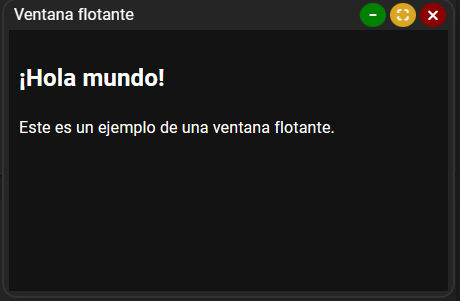 Ventana flotante
¡Hola mundo!
Este es un ejemplo de una ventana flotante.